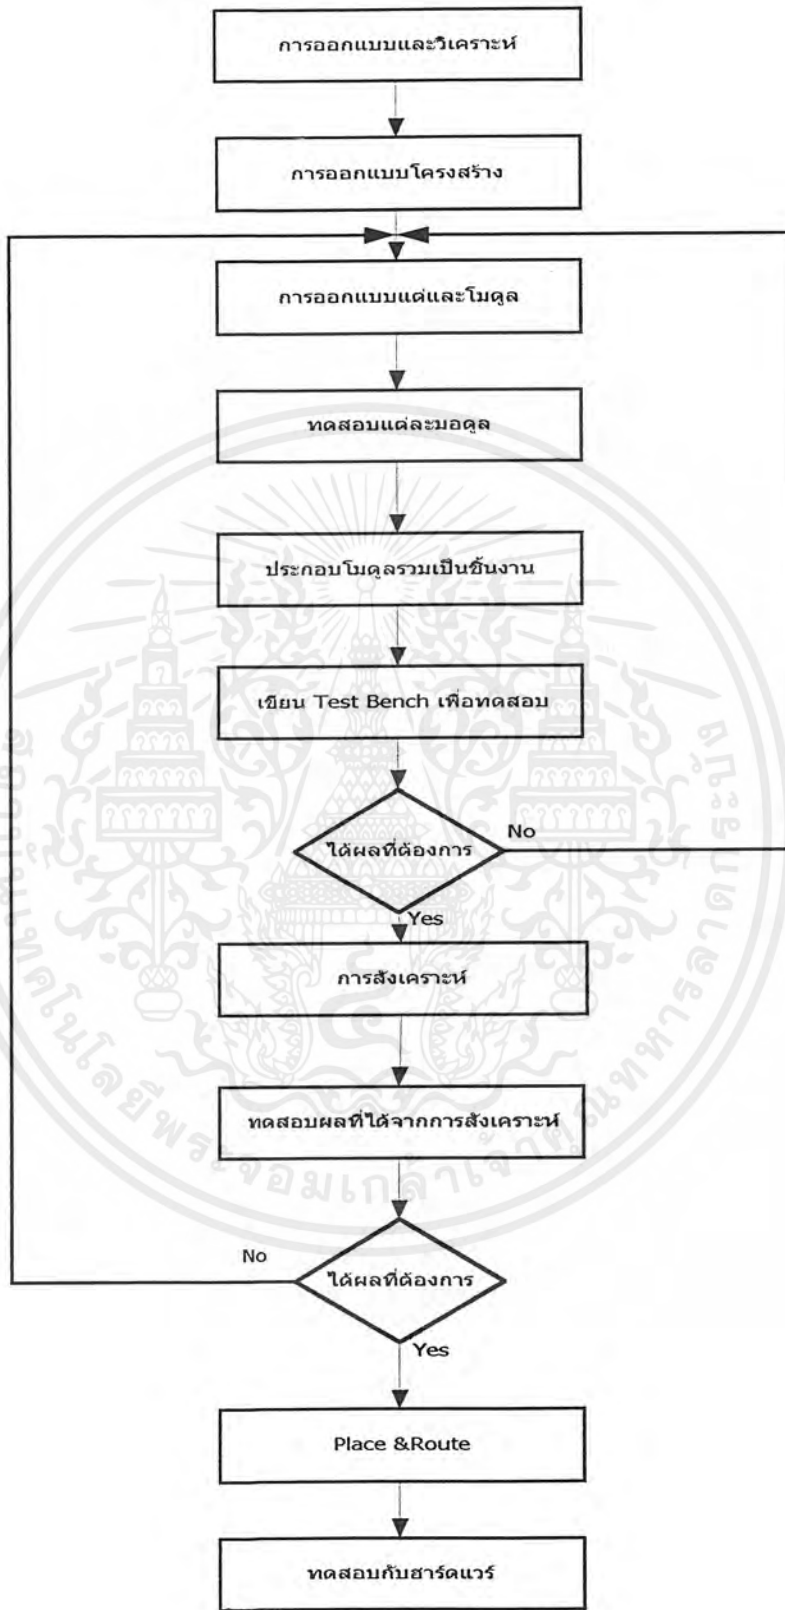 การออกแบบและวิเคราะห์
การออกแบบโครงสร้าง
การออกแบบแต่และโมดูล
ทดสอบแต่ละมอดูล
ประกอบโมดูลรวมเป็นชิ้นงาน
เขียน Test Bench เพื่อทดสอบ
ได้ผลที่ต้องการ
No
Yes
การสังเคราะห์
ทดสอบผลที่ได้จากการสังเคราะห์
No
ได้ผลที่ต้องการ
Yes
Place &Route
ทดสอบกับฮาร์ดแวร์